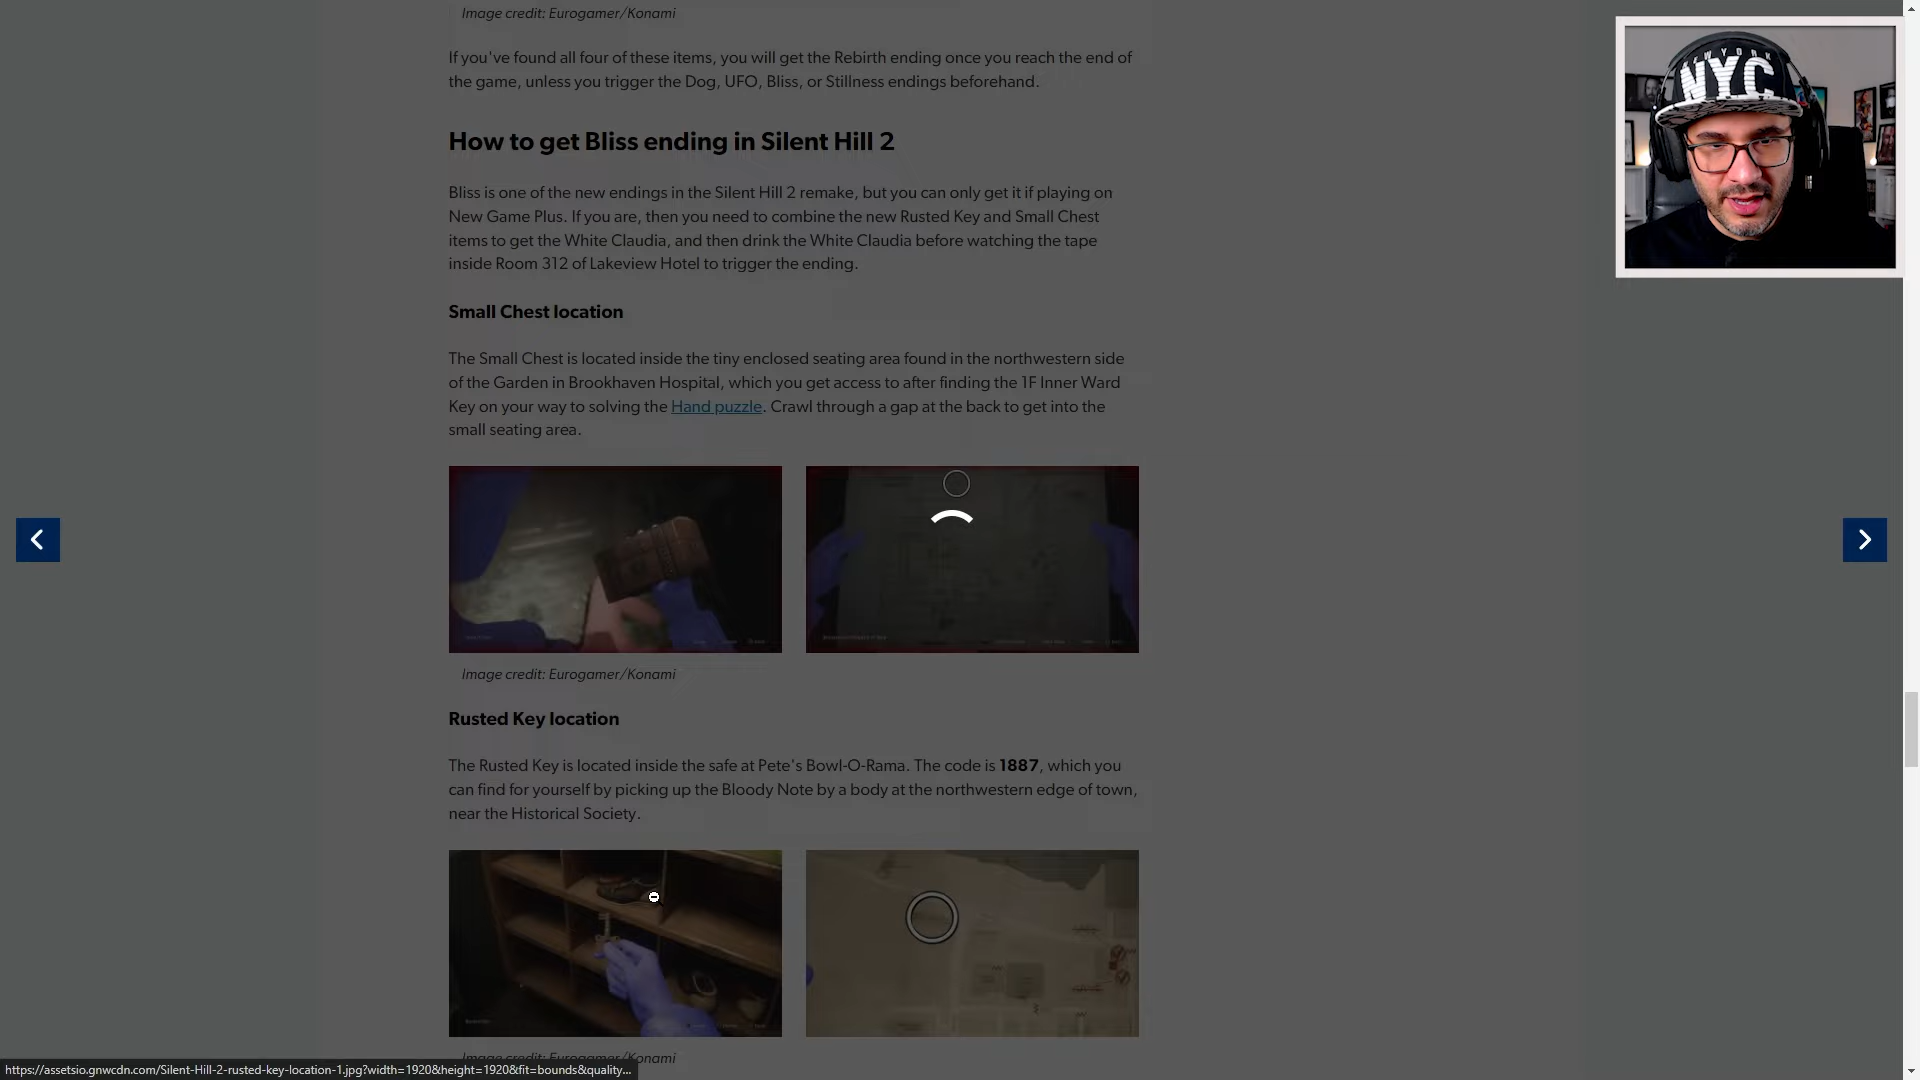 Image credit: Eurogamer/Konami
If you've found all four of these items, you will get the Rebirth ending once you reach the end of
the game, unless you trigger the Dog, UFO, Bliss, or Stillness endings beforehand.
How to get Bliss ending in Silent Hill 2
Bliss is one of the new endings in the Silent Hill 2 remake, but you can only get it if playing on
New Game Plus. If you are, then you need to combine the new Rusted Key and Small Chest
items to get the White Claudia, and then drink the White Claudia before watching the tape
inside Room 312 of Lakeview Hotel to trigger the ending.
Small Chest location
The Small Chest is located inside the tiny enclosed seating area found in the northwestern side
of the Garden in Brookhaven Hospital, which you get access to after finding the 1F Inner Ward
Key on your way to solving the Hand puzzle. Crawl through a gap at the back to get into the
small seating area.
Image credit: Eurogamer/Konami
Rusted Key location
The Rusted Key is located inside the safe at Pete's Bowl-O-Rama. The code is 1887, which you
can find for yourself by picking up the Bloody Note by a body at the northwestern edge of town,
near the Historical Society.
Image credit: Eurogamer/Konami
https://assetsio.gnwcdn.com/Silent-Hill-2-rusted-key-location-1.jpg?width=1920&height=1920&fit=bounds&quality...
NYC